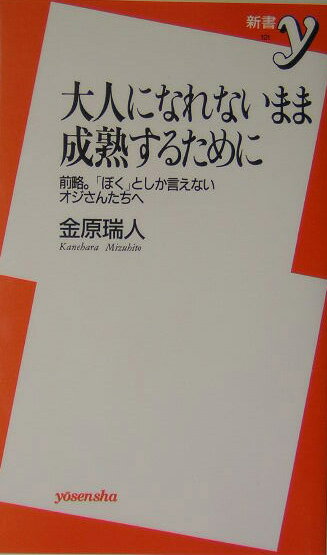 新書
y
121
大人になれないまま
成熟するために
前略。「ぼく」としか言えない
オジさんたちへ
金原瑞人
Kanehara Mizuhito
yōsensha